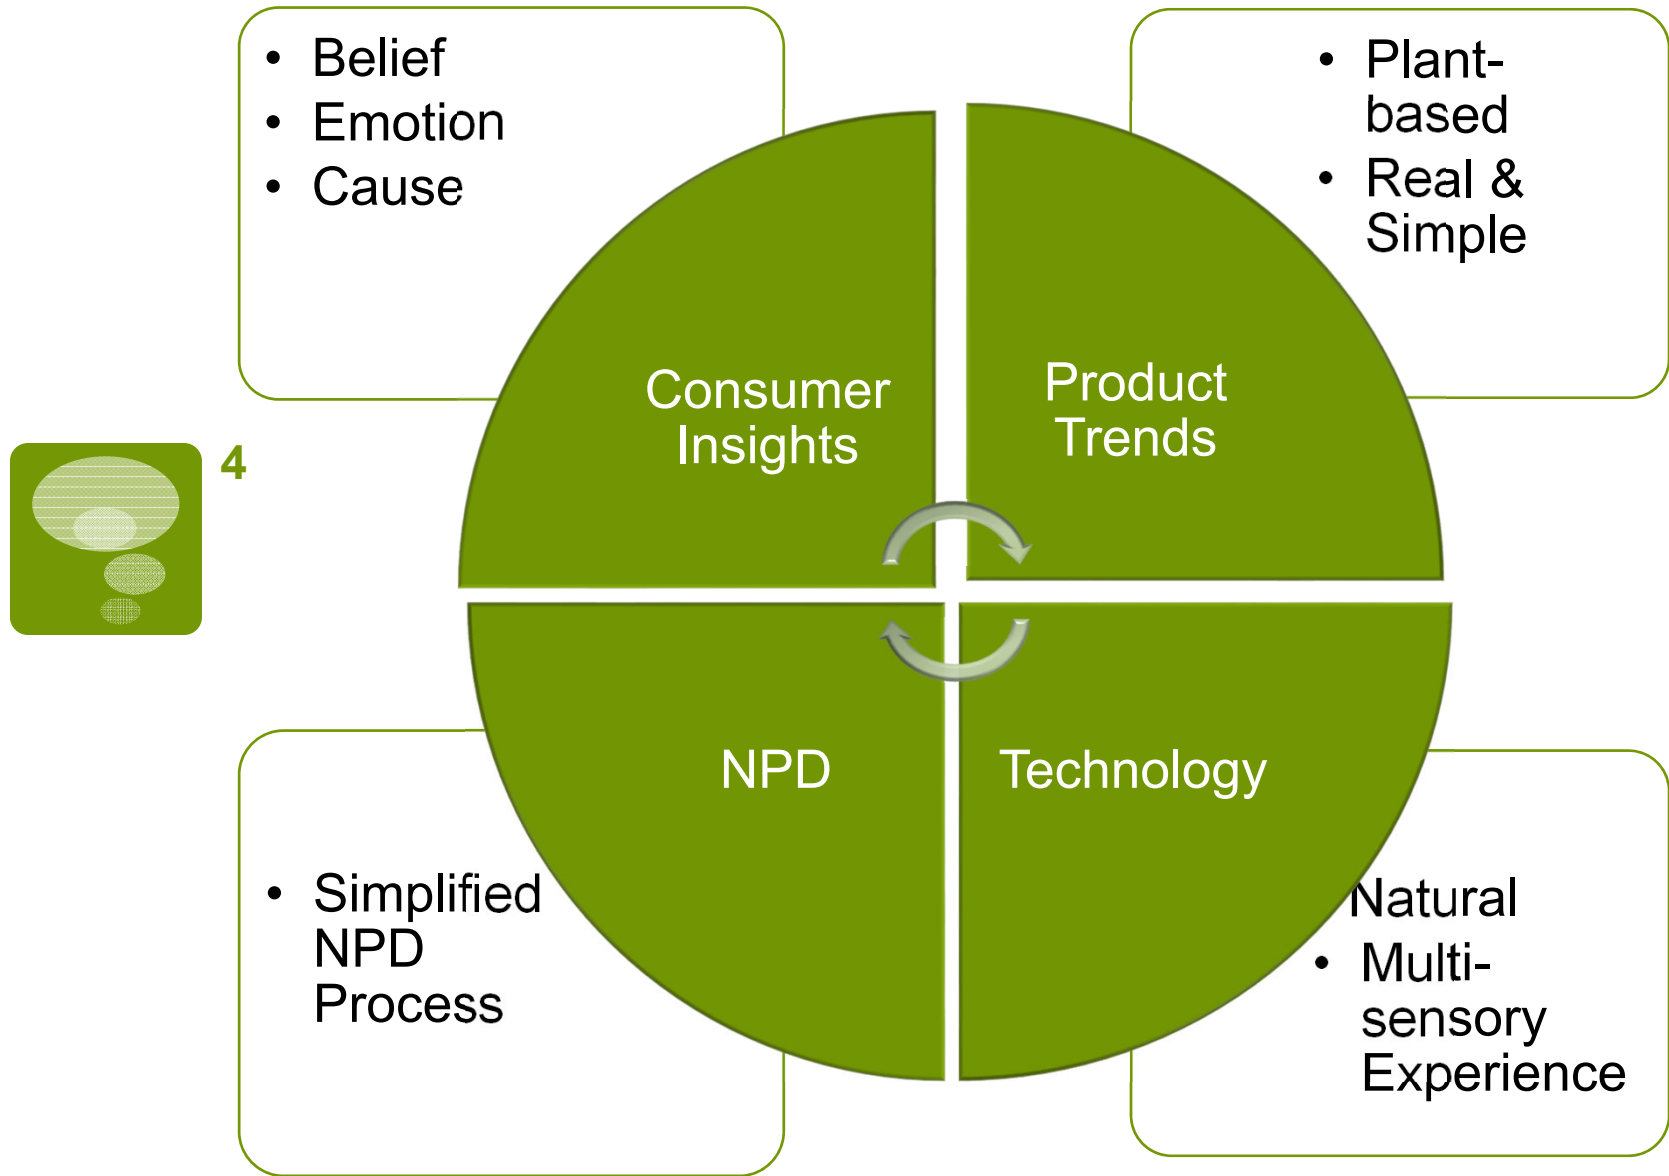 • Belief
• Emotion
• Cause
• Plant-
based
• Real &
Simple
Consumer
Insights
Product
Trends
4
NPD
Technology
• Simplified
NPD
Process
Natural
• Multi-
sensory
Experience